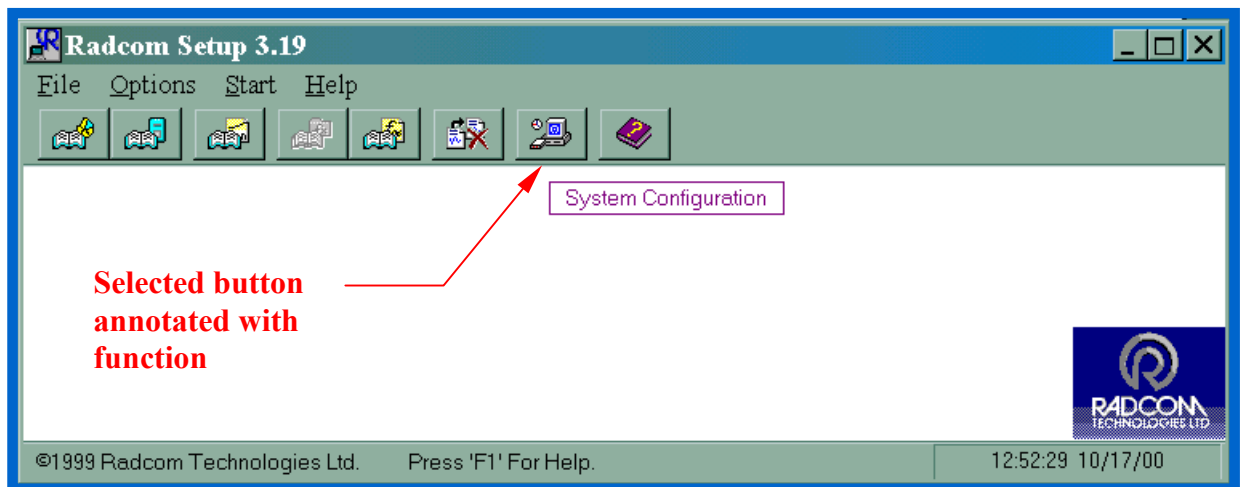 Radcom Setup 3.19
File Options Start Help
System Configuration
Selected button
annotated with
function
RADCOM
TECHNOLOGIES LTD
©1999 Radcom Technologies Ltd. Press 'F1' For Help. 12:52:29 10/17/00